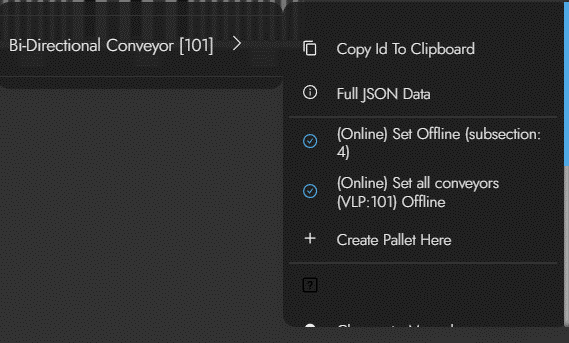 Bi-Directional Conveyor [101]
Copy Id To Clipboard
Full JSON Data
(Online) Set Offline (subsection:
4)
(Online) Set all conveyors
(VLP:101) Offline
Create Pallet Here
?